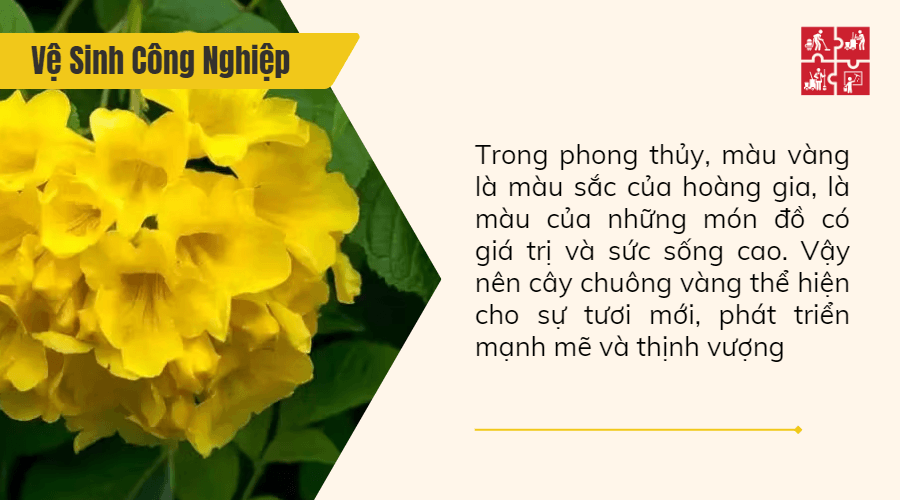 Vệ Sinh Công Nghiệp
Trong phong thủy, màu vàng
là màu sắc của hoàng gia, là
màu của những món đồ có
giá trị và sức sống cao. Vậy
nên cây chuông vàng thể hiện
cho sự tươi mới, phát triển
mạnh mẽ và thịnh vượng